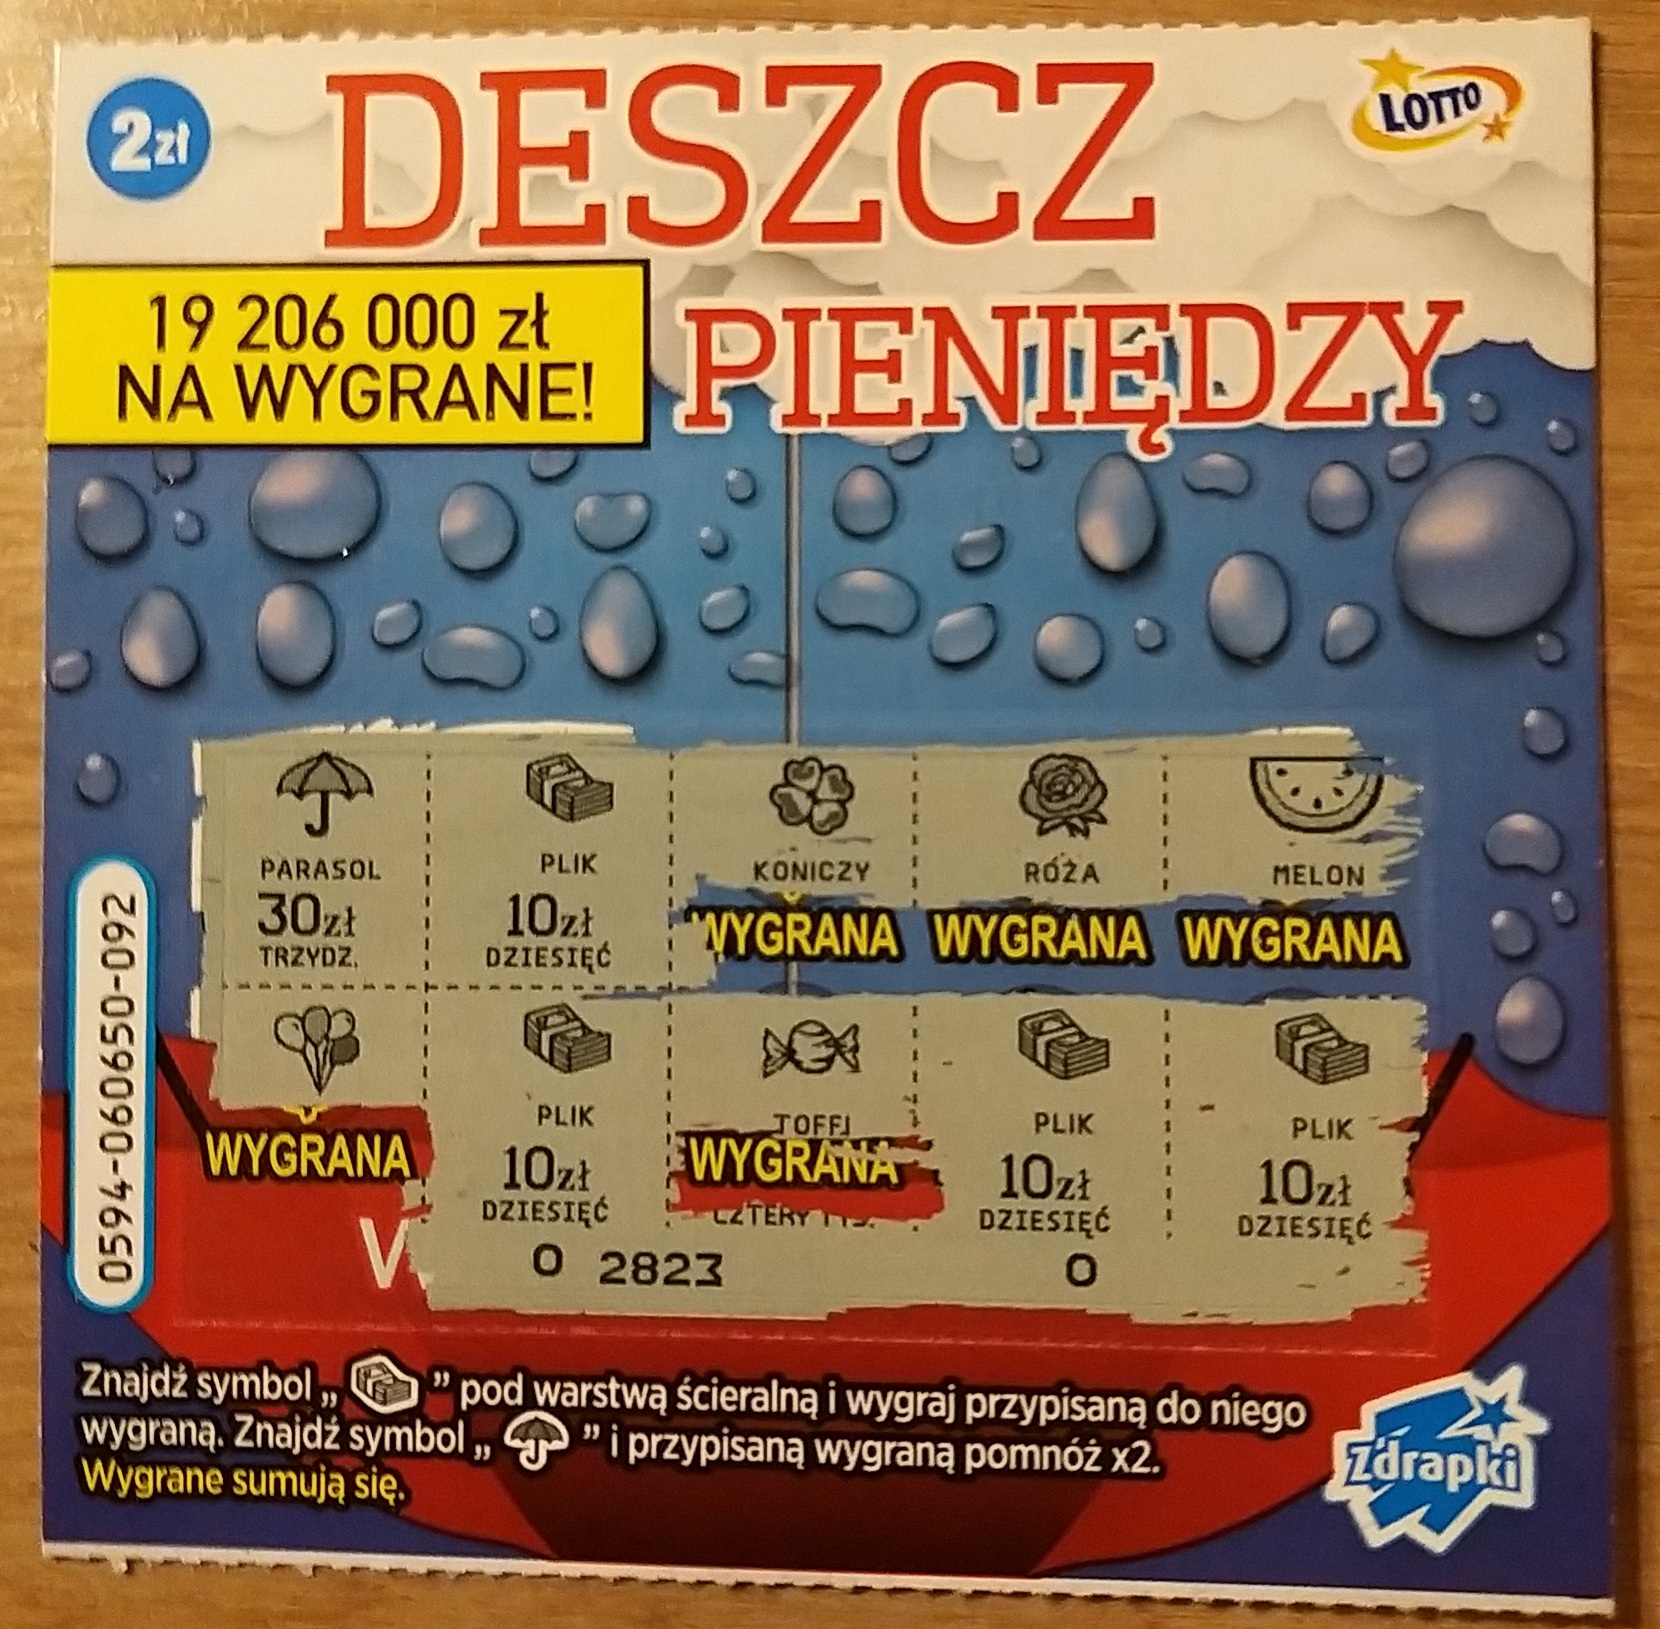 2zł
DESZCZ
LOTTO
19 206 000 zł
NA WYGRANE!
PIENIĘDZY
PARASOL PLIK KONICZY RÓŻA MELON
30zł 10zł WYGRANA WYGRANA WYGRANA
TRZYDZ. DZIESIĘĆ
PLIK TOFFI PLIK PLIK
WYGRANA 10zł WYGRANA 10zł 10zł
DZIESIĘĆ CZTERY TYS. DZIESIĘĆ DZIESIĘĆ
0 2823 0
0594-060650-092
Znajdź symbol „ ” pod warstwą ścieralną i wygraj przypisaną do niego
wygraną. Znajdź symbol „ ” i przypisaną wygraną pomnóż x2.
Wygrane sumują się.
Zdrapki